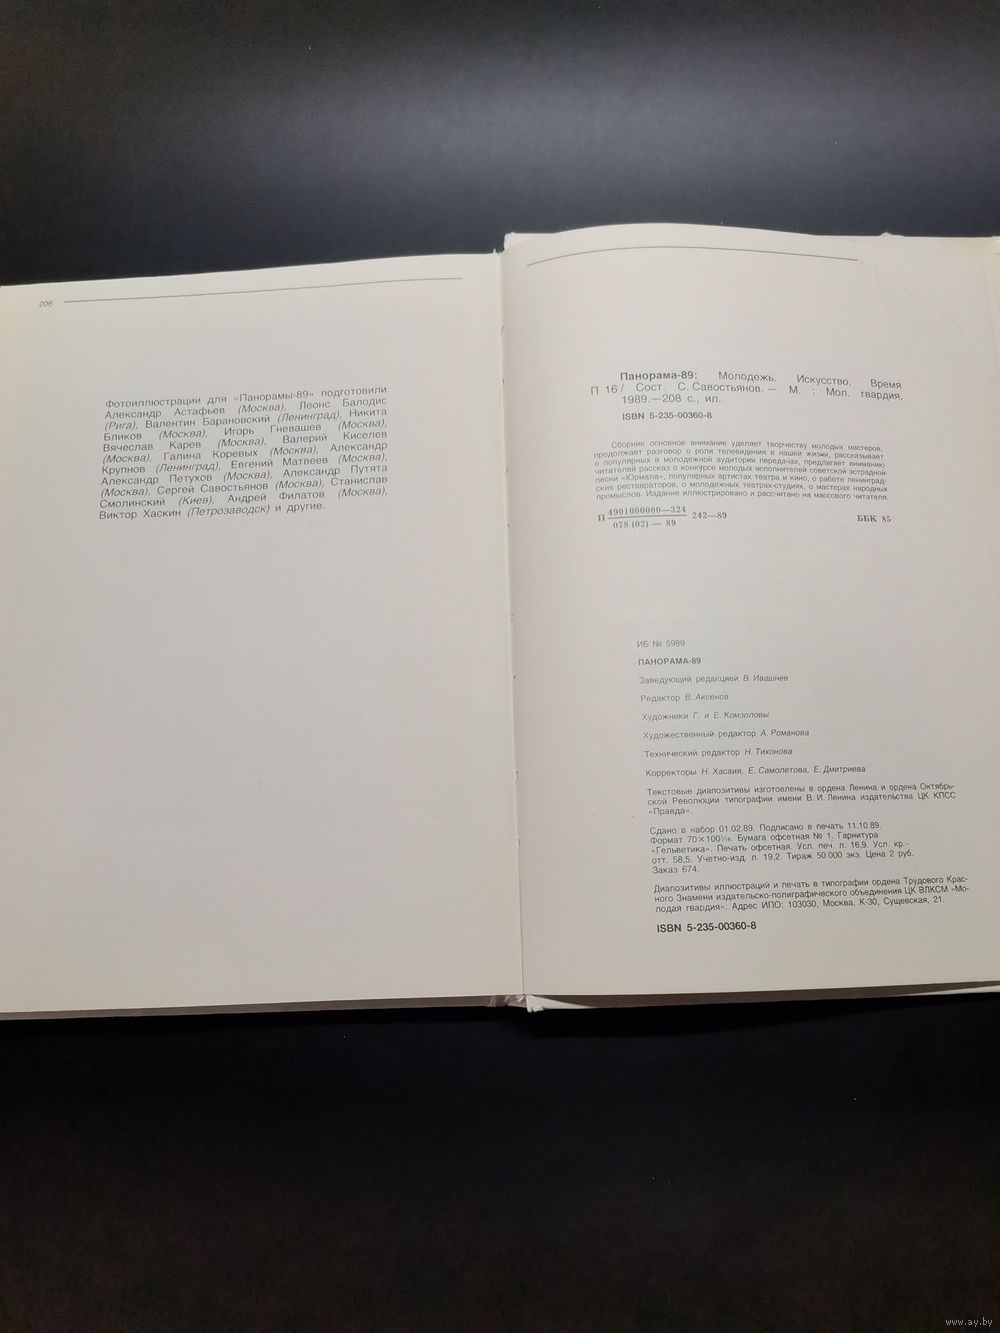 206
Фотоиллюстрации для «Панорамы-89» подготовили
Александр Астафьев (Москва), Леонс Балодис
(Рига), Валентин Барановский (Ленинград), Никита
Бликов (Москва), Игорь Гневашев (Москва),
Вячеслав Карев (Москва), Валерий Киселев
(Москва), Галина Коревых (Москва), Александр
Крупнов (Ленинград), Евгений Матвеев (Москва),
Александр Петухов (Москва), Александр Путята
(Москва), Сергей Савостьянов (Москва), Станислав
Смолинский (Киев), Андрей Филатов (Москва),
Виктор Хаскин (Петрозаводск) и другие.
Панорама-89: Молодежь. Искусство. Время
П 16 / Сост. С. Савостьянов. — М. : Мол. гвардия,
1989.—208 с., ил.
ISBN 5-235-00360-8
Сборник основное внимание уделяет творчеству молодых мастеров,
продолжает разговор о роли телевидения в нашей жизни, рассказывает
о популярных в молодежной аудитории передачах, предлагает вниманию
читателей рассказ о конкурсе молодых исполнителей советской эстрадной
песни «Юрмала», популярных артистах театра и кино, о работе ленинград-
ских реставраторов, о молодежных театрах-студиях, о мастерах народных
промыслов. Издание иллюстрировано и рассчитано на массового читателя.
П 4901000000—324
078 (02) — 89 242—89 ББК 85
ИБ № 5989
ПАНОРАМА-89
Заведующий редакцией В. Ивашнев
Редактор В. Аксенов
Художники Г. и Е. Комзоловы
Художественный редактор А. Романова
Технический редактор Н. Тихонова
Корректоры Н. Хасаия, Е. Самолетова, Е. Дмитриева
Текстовые диапозитивы изготовлены в ордена Ленина и ордена Октябрь-
ской Революции типографии имени В. И. Ленина издательства ЦК КПСС
«Правда».
Сдано в набор 01.02.89. Подписано в печать 11.10.89.
Формат 70×100¹/₁₆. Бумага офсетная № 1. Гарнитура
«Гельветика». Печать офсетная. Усл. печ. л. 16,9. Усл. кр.-
отт. 58,5. Учетно-изд. л. 19,2. Тираж 50 000 экз. Цена 2 руб.
Заказ 674.
Диапозитивы иллюстраций и печать в типографии ордена Трудового Крас-
ного Знамени издательско-полиграфического объединения ЦК ВЛКСМ «Мо-
лодая гвардия». Адрес ИПО: 103030, Москва, К-30, Сущевская, 21.
ISBN 5-235-00360-8
www.ay.by